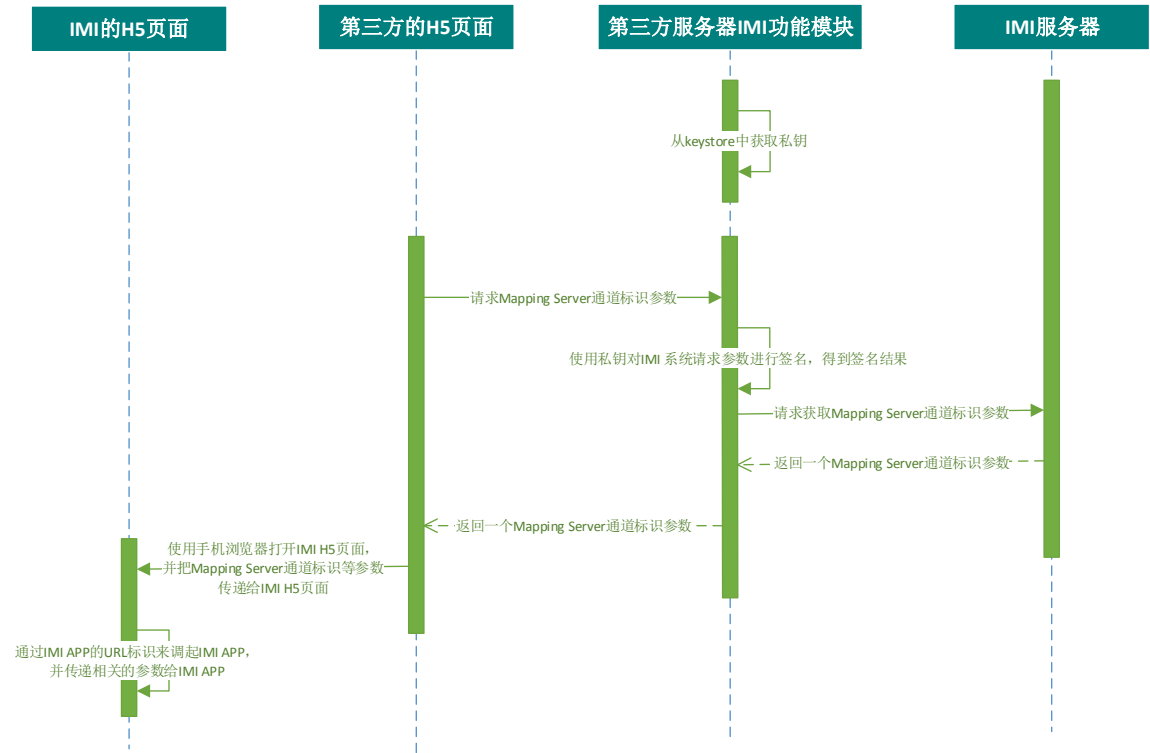 IMI的H5页面
第三方的H5页面
第三方服务器IMI功能模块
IMI服务器
从keystore中获取私钥
请求Mapping Server通道标识参数
使用私钥对IMI 系统请求参数进行签名，得到签名结果
请求获取Mapping Server通道标识参数
返回一个Mapping Server通道标识参数
返回一个Mapping Server通道标识参数
使用手机浏览器打开IMI H5页面，
并把Mapping Server通道标识等参数
传递给IMI H5页面
通过IMI APP的URL标识来调起IMI APP，
并传递相关的参数给IMI APP